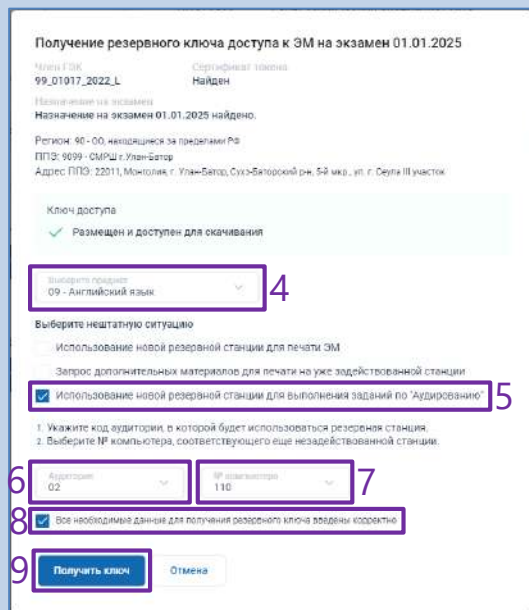 Получение резервного ключа доступа к ЭМ на экзамен 01.01.2025
Член ГЭК Сертификат токена
99_01017_2022_L Найден
Назначение на экзамен
Назначение на экзамен 01.01.2025 найдено.
Регион: 90 - ОО, находящиеся за пределами РФ
ППЭ: 9099 - СМРШ г.Улан-Батор
Адрес ППЭ: 22011, Монголия, г. Улан-Батор, Сухэ-Баторский р-н, 5-й мкр., ул. г. Сеула III участок
Ключ доступа
Размещен и доступен для скачивания
Выберите предмет
09 - Английский язык
4
Выберите нештатную ситуацию
Использование новой резервной станции для печати ЭМ
Запрос дополнительных материалов для печати на уже задействованной станции
Использование новой резервной станции для выполнения заданий по "Аудированию"
5
1. Укажите код аудитории, в которой будет использоваться резервная станция.
2. Выберите № компьютера, соответствующего еще незадействованной станции.
6 Аудитория № компьютера 7
02 110
8 Все необходимые данные для получения резервного ключа введены корректно
9 Получить ключ Отмена